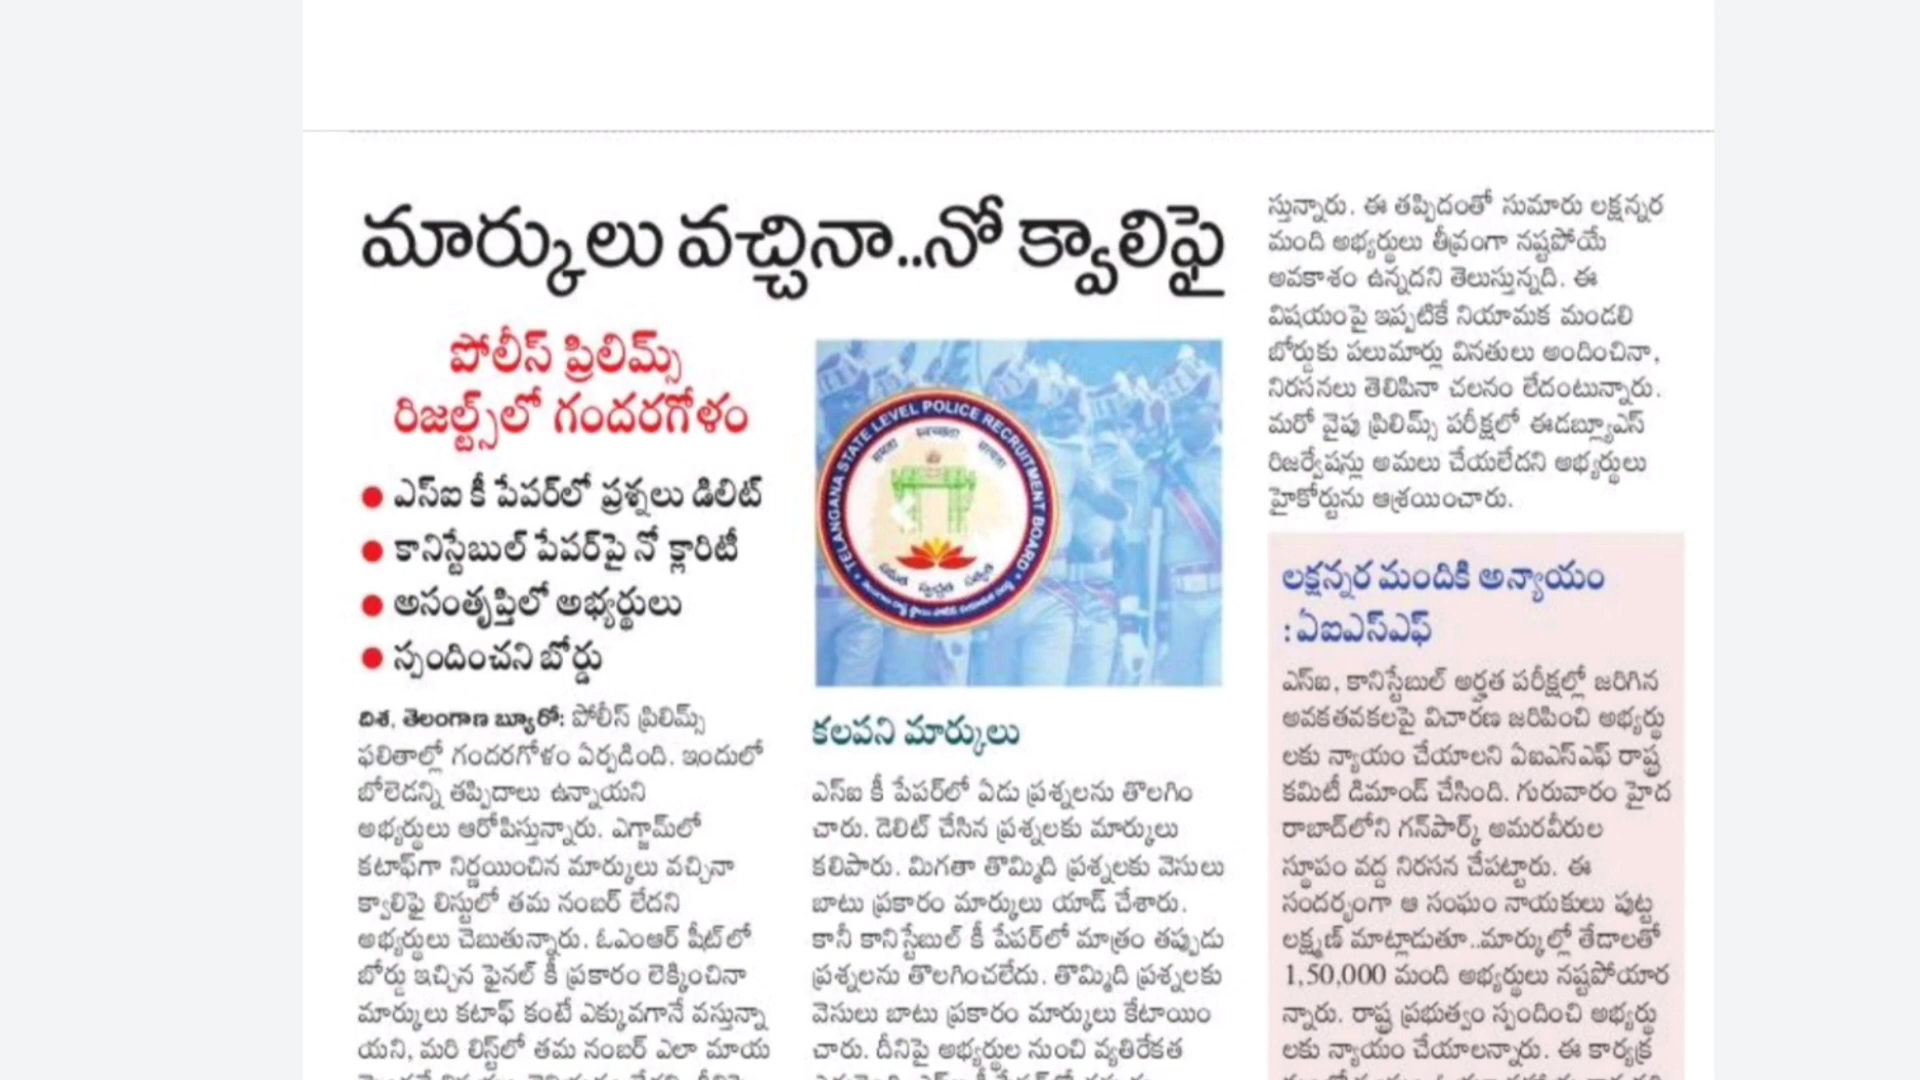 మార్కులు వచ్చినా..నో క్వాలిఫై
పోలీస్ ప్రిలిమ్స్
రిజల్ట్స్‌లో గందరగోళం
● ఎస్ఐ కీ పేపర్‌లో ప్రశ్నలు డిలిట్
● కానిస్టేబుల్ పేపర్‌పై నో క్లారిటీ
● అసంతృప్తిలో అభ్యర్థులు
● స్పందించని బోర్డు
దిశ, తెలంగాణ బ్యూరో: పోలీస్ ప్రిలిమ్స్
ఫలితాల్లో గందరగోళం ఏర్పడింది. ఇందులో
బోలెడన్ని తప్పిదాలు ఉన్నాయని
అభ్యర్థులు ఆరోపిస్తున్నారు. ఎగ్జామ్‌లో
కటాఫ్‌గా నిర్ణయించిన మార్కులు వచ్చినా
క్వాలిఫై లిస్టులో తమ నంబర్ లేదని
అభ్యర్థులు చెబుతున్నారు. ఓఎంఆర్ షీట్‌లో
బోర్డు ఇచ్చిన ఫైనల్ కీ ప్రకారం లెక్కించినా
మార్కులు కటాఫ్ కంటే ఎక్కువగానే వస్తున్నా
యని, మరి లిస్ట్‌లో తమ నంబర్ ఎలా మాయ
TELANGANA STATE LEVEL POLICE RECRUITMENT BOARD
కలవని మార్కులు
ఎస్ఐ కీ పేపర్‌లో ఏడు ప్రశ్నలను తొలగిం
చారు. డెలిట్ చేసిన ప్రశ్నలకు మార్కులు
కలిపారు. మిగతా తొమ్మిది ప్రశ్నలకు వెసులు
బాటు ప్రకారం మార్కులు యాడ్ చేశారు.
కానీ కానిస్టేబుల్ కీ పేపర్‌లో మాత్రం తప్పుడు
ప్రశ్నలను తొలగించలేదు. తొమ్మిది ప్రశ్నలకు
వెసులు బాటు ప్రకారం మార్కులు కేటాయిం
చారు. దీనిపై అభ్యర్థుల నుంచి వ్యతిరేకత
స్తున్నారు. ఈ తప్పిదంతో సుమారు లక్షన్నర
మంది అభ్యర్థులు తీవ్రంగా నష్టపోయే
అవకాశం ఉన్నదని తెలుస్తున్నది. ఈ
విషయంపై ఇప్పటికే నియామక మండలి
బోర్డుకు పలుమార్లు వినతులు అందించినా,
నిరసనలు తెలిపినా చలనం లేదంటున్నారు.
మరో వైపు ప్రిలిమ్స్ పరీక్షలో ఈడబ్ల్యూఎస్
రిజర్వేషన్లు అమలు చేయలేదని అభ్యర్థులు
హైకోర్టును ఆశ్రయించారు.
లక్షన్నర మందికి అన్యాయం
: ఏఐఎస్ఎఫ్
ఎస్ఐ, కానిస్టేబుల్ అర్హత పరీక్షల్లో జరిగిన
అవకతవకలపై విచారణ జరిపించి అభ్యర్థు
లకు న్యాయం చేయాలని ఏఐఎస్ఎఫ్ రాష్ట్ర
కమిటీ డిమాండ్ చేసింది. గురువారం హైద
రాబాద్‌లోని గన్‌పార్క్ అమరవీరుల
స్థూపం వద్ద నిరసన చేపట్టారు. ఈ
సందర్భంగా ఆ సంఘం నాయకులు పుట్ట
లక్ష్మణ్ మాట్లాడుతూ..మార్కుల్లో తేడాలతో
1,50,000 మంది అభ్యర్థులు నష్టపోయార
న్నారు. రాష్ట్ర ప్రభుత్వం స్పందించి అభ్యర్థు
లకు న్యాయం చేయాలన్నారు. ఈ కార్యక్ర